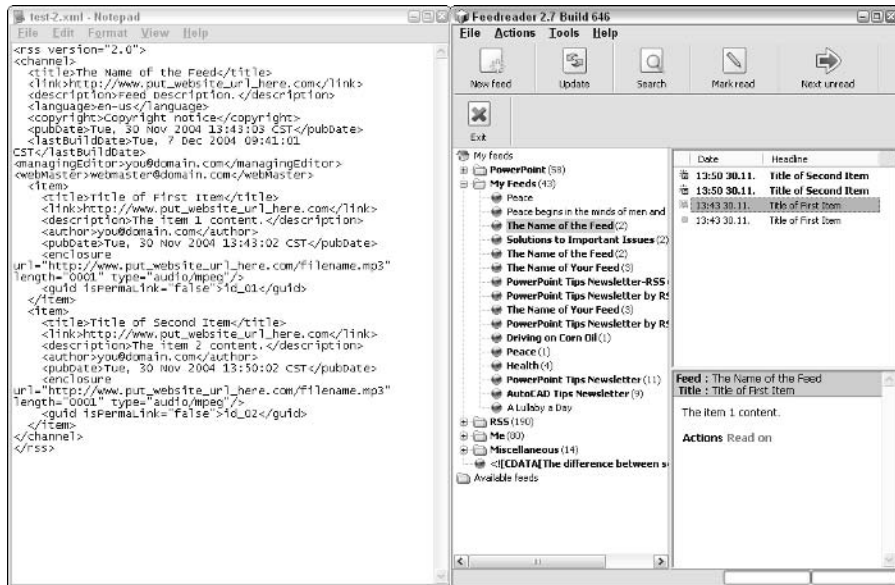 test-2.xml - Notepad
File Edit Format View Help
<rss version="2.0">
<channel>
<title>The Name of the Feed</title>
<link>http://www.put_website_url_here.com</link>
<description>Feed Description.</description>
<language>en-us</language>
<copyright>Copyright notice</copyright>
<pubDate>Tue, 30 Nov 2004 13:43:03 CST</pubDate>
<lastBuildDate>Tue, 7 Dec 2004 09:41:01
CST</lastBuildDate>
<managingEditor>you@domain.com</managingEditor>
<webMaster>webmaster@domain.com</webMaster>
<item>
<title>Title of First Item</title>
<link>http://www.put_website_url_here.com</link>
<description>The item 1 content.</description>
<author>you@domain.com</author>
<pubDate>Tue, 30 Nov 2004 13:43:02 CST</pubDate>
<enclosure
url="http://www.put_website_url_here.com/filename.mp3"
length="0001" type="audio/mpeg"/>
<guid isPermaLink="false">id_01</guid>
</item>
<item>
<title>Title of Second Item</title>
<link>http://www.put_website_url_here.com</link>
<description>The item 2 content.</description>
<author>you@domain.com</author>
<pubDate>Tue, 30 Nov 2004 13:50:02 CST</pubDate>
<enclosure
url="http://www.put_website_url_here.com/filename.mp3"
length="0001" type="audio/mpeg"/>
<guid isPermaLink="false">id_02</guid>
</item>
</channel>
</rss>
Feedreader 2.7 Build 646
File Actions Tools Help
New feed Update Search Mark read Next unread
Exit
My feeds
PowerPoint (58)
My Feeds (43)
Peace
Peace begins in the minds of men and
The Name of the Feed (2)
Solutions to Important Issues (2)
The Name of the Feed (2)
The Name of Your Feed (3)
PowerPoint Tips Newsletter-RSS
PowerPoint Tips Newsletter by RS
The Name of Your Feed (3)
PowerPoint Tips Newsletter by RS
Driving on Corn Oil (1)
Peace (1)
Health (4)
PowerPoint Tips Newsletter (11)
AutoCAD Tips Newsletter (9)
A Lullaby a Day
RSS (190)
Me (80)
Miscellaneous (14)
<![CDATA[The difference between s
Available feeds
Date Headline
13:50 30.11. Title of Second Item
13:50 30.11. Title of Second Item
13:43 30.11. Title of First Item
13:43 30.11. Title of First Item
Feed : The Name of the Feed
Title : Title of First Item
The item 1 content.
Actions Read on